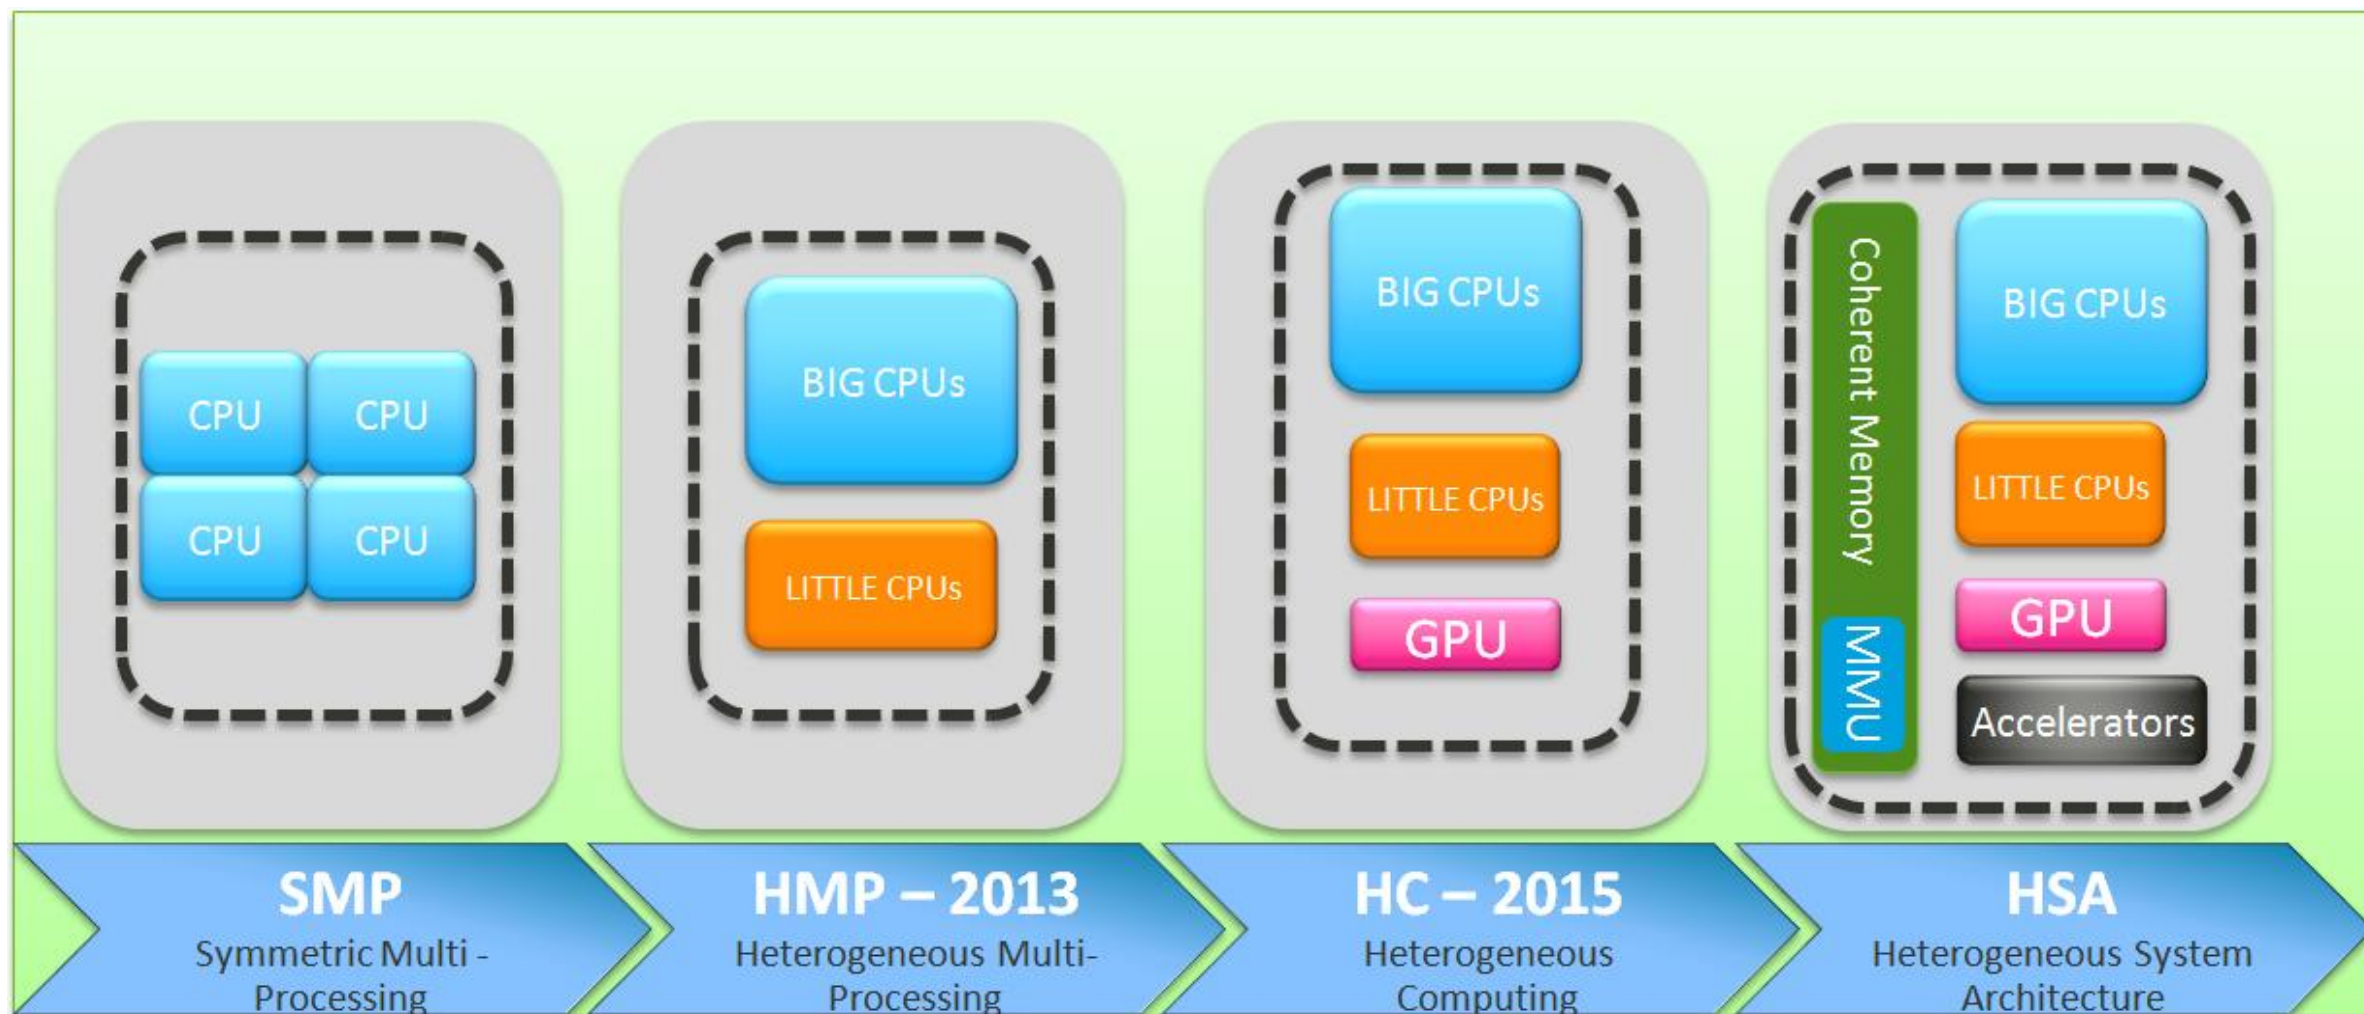 CPU
CPU
CPU
CPU
SMP
Symmetric Multi -
Processing
BIG CPUs
LITTLE CPUs
HMP – 2013
Heterogeneous Multi-
Processing
BIG CPUs
LITTLE CPUs
GPU
HC – 2015
Heterogeneous
Computing
Coherent Memory
MMU
BIG CPUs
LITTLE CPUs
GPU
Accelerators
HSA
Heterogeneous System
Architecture